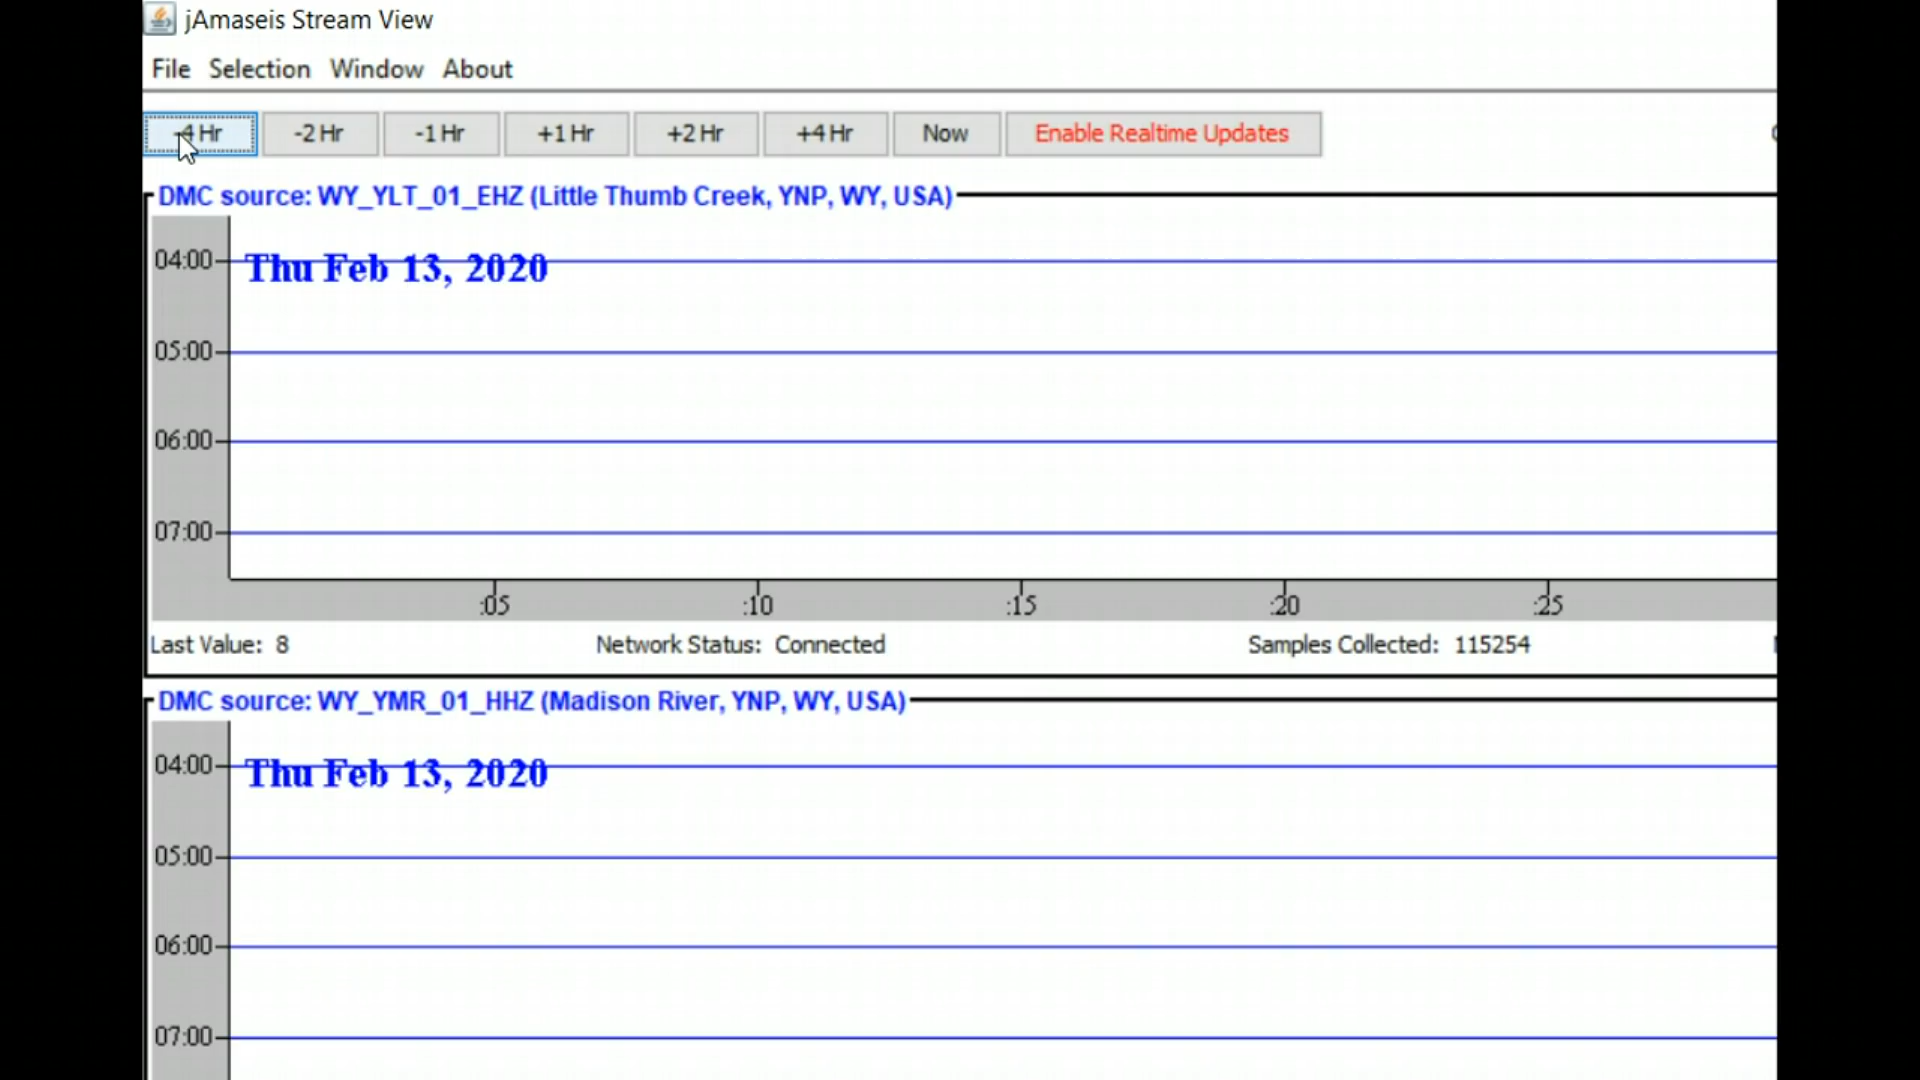 jAmaseis Stream View
File Selection Window About
-4 Hr -2 Hr -1 Hr +1 Hr +2 Hr +4 Hr Now Enable Realtime Updates
DMC source: WY_YLT_01_EHZ (Little Thumb Creek, YNP, WY, USA)
04:00 Thu Feb 13, 2020
05:00
06:00
07:00
:05 :10 :15 :20 :25
Last Value: 8 Network Status: Connected Samples Collected: 115254
DMC source: WY_YMR_01_HHZ (Madison River, YNP, WY, USA)
04:00 Thu Feb 13, 2020
05:00
06:00
07:00